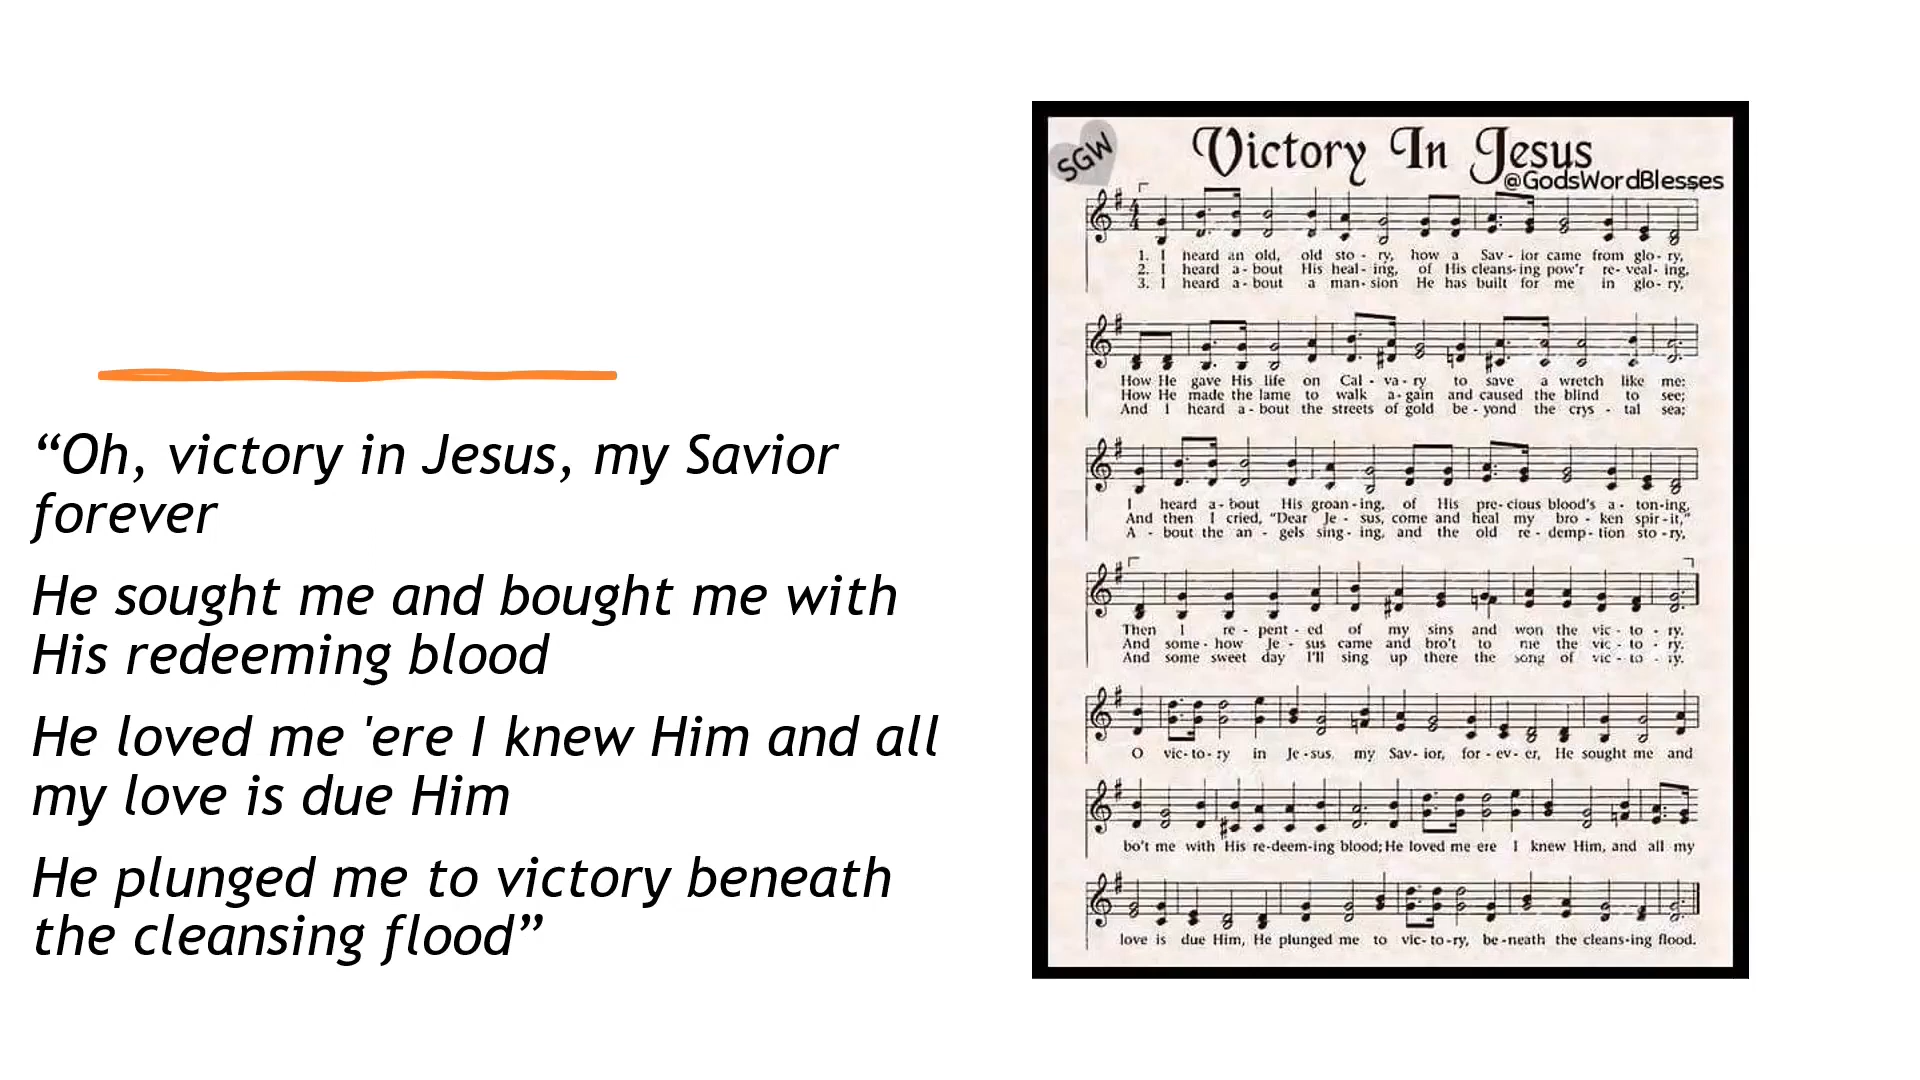 “Oh, victory in Jesus, my Savior
forever
He sought me and bought me with
His redeeming blood
He loved me 'ere I knew Him and all
my love is due Him
He plunged me to victory beneath
the cleansing flood”
SGW
Victory In Jesus
@GodsWordBlesses
1. I heard an old, old sto - ry, how a Sav - ior came from glo - ry,
2. I heard a - bout His heal - ing, of His cleans - ing pow'r re - veal - ing,
3. I heard a - bout a man - sion He has built for me in glo - ry,
How He gave His life on Cal - va - ry to save a wretch like me:
How He made the lame to walk a - gain and caused the blind to see;
And I heard a - bout the streets of gold be - yond the crys - tal sea;
I heard a - bout His groan - ing, of His pre - cious blood's a - ton - ing,
And then I cried, “Dear Je - sus, come and heal my bro - ken spir - it,”
A - bout the an - gels sing - ing, and the old re - demp - tion sto - ry,
Then I re - pent - ed of my sins and won the vic - to - ry.
And some - how Je - sus came and bro't to me the vic - to - ry.
And some sweet day I'll sing up there the song of vic - to - ry.
O vic - to - ry in Je - sus, my Sav - ior, for - ev - er, He sought me and
bo't me with His re - deem - ing blood; He loved me ere I knew Him, and all my
love is due Him, He plunged me to vic - to - ry, be - neath the cleans - ing flood.